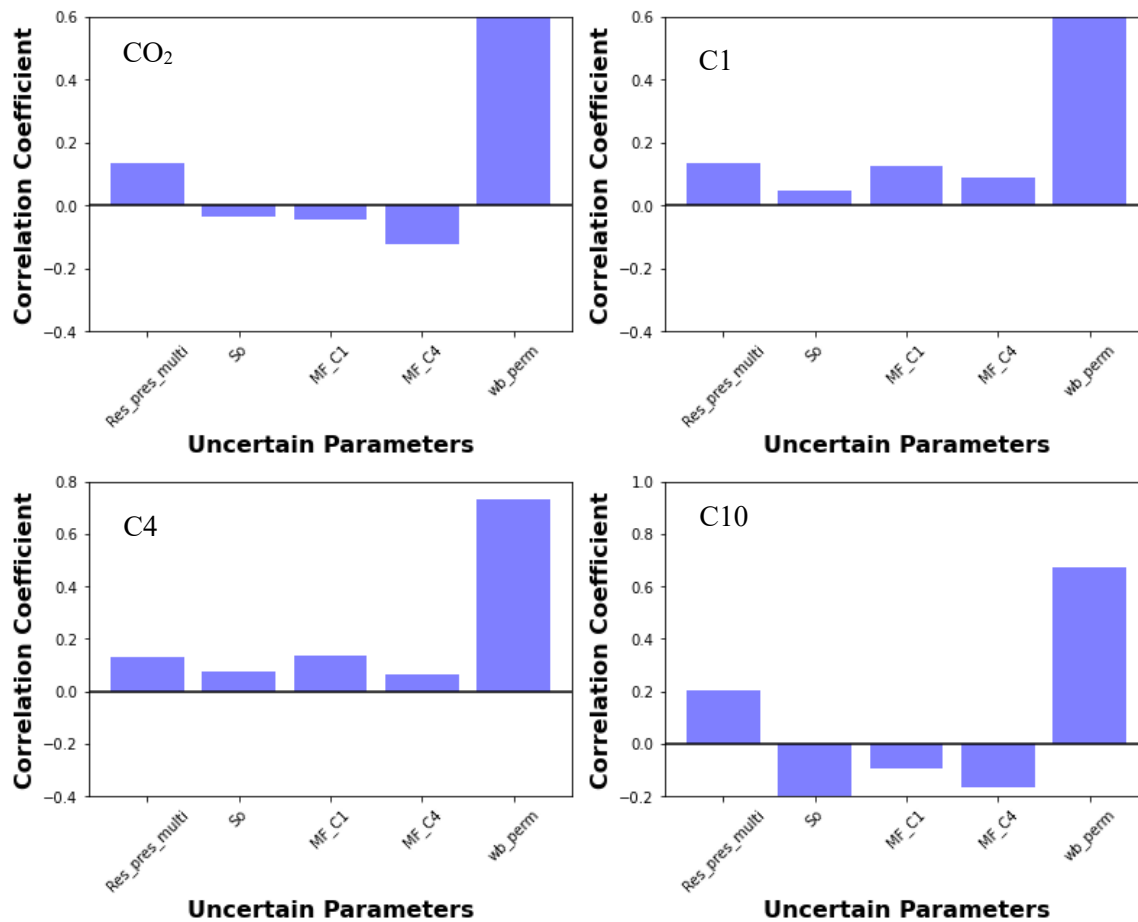 CO₂
Correlation Coefficient
0.6
0.4
0.2
0.0
−0.2
−0.4
Res_pres_multi
So
MF_C1
MF_C4
wb_perm
Uncertain Parameters
C1
Correlation Coefficient
0.6
0.4
0.2
0.0
−0.2
−0.4
Res_pres_multi
So
MF_C1
MF_C4
wb_perm
Uncertain Parameters
C4
Correlation Coefficient
0.8
0.6
0.4
0.2
0.0
−0.2
−0.4
Res_pres_multi
So
MF_C1
MF_C4
wb_perm
Uncertain Parameters
C10
Correlation Coefficient
1.0
0.8
0.6
0.4
0.2
0.0
−0.2
Res_pres_multi
So
MF_C1
MF_C4
wb_perm
Uncertain Parameters